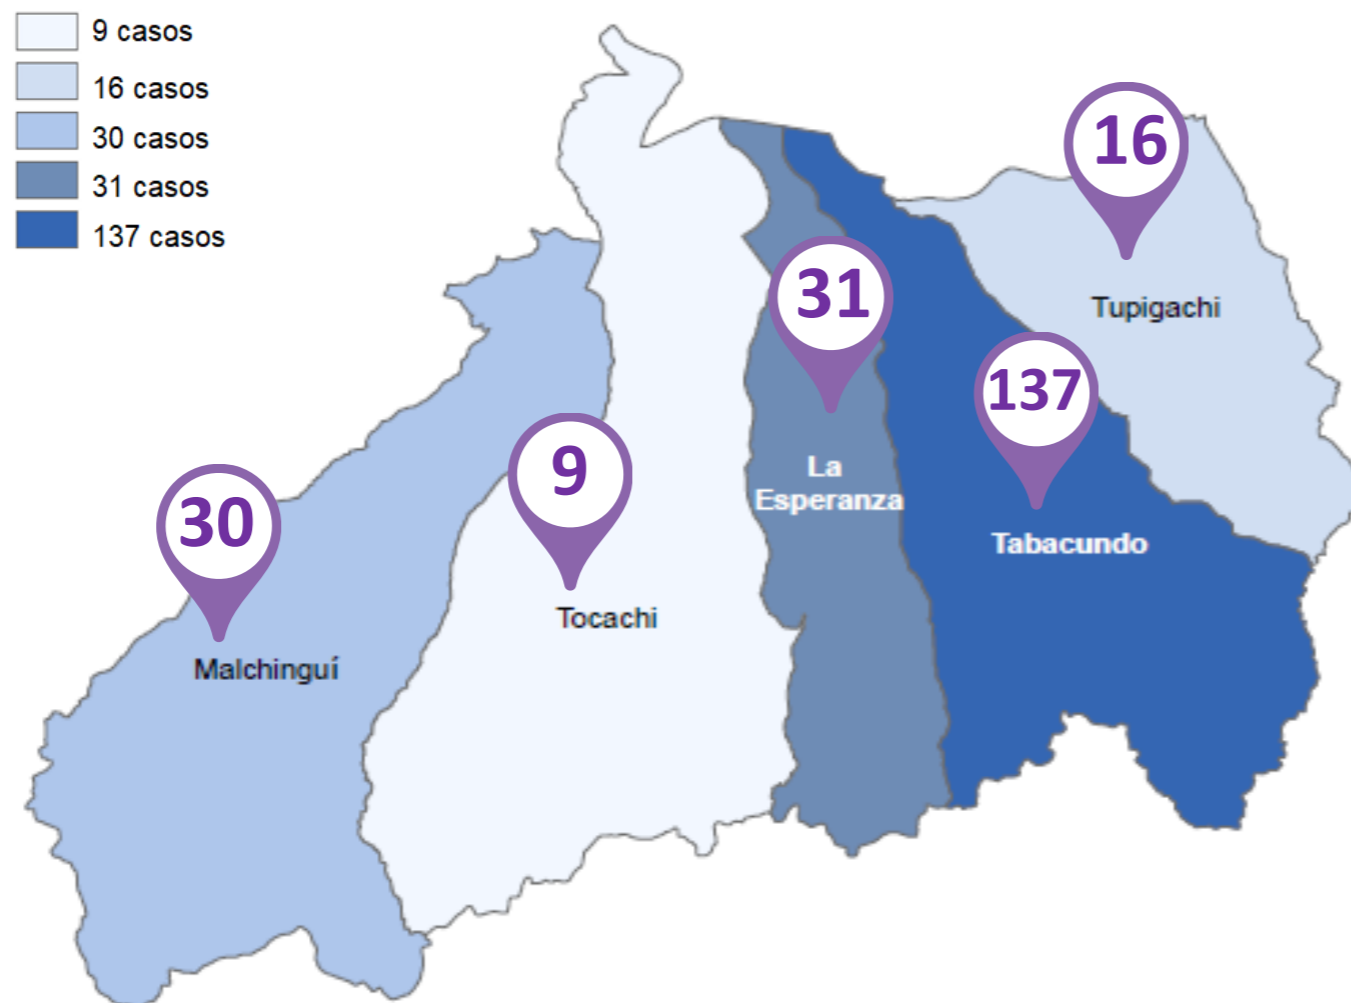 9 casos
16 casos
30 casos
31 casos
137 casos
16
Tupigachi
31
137
La
Esperanza
Tabacundo
9
Tocachi
30
Malchinguí